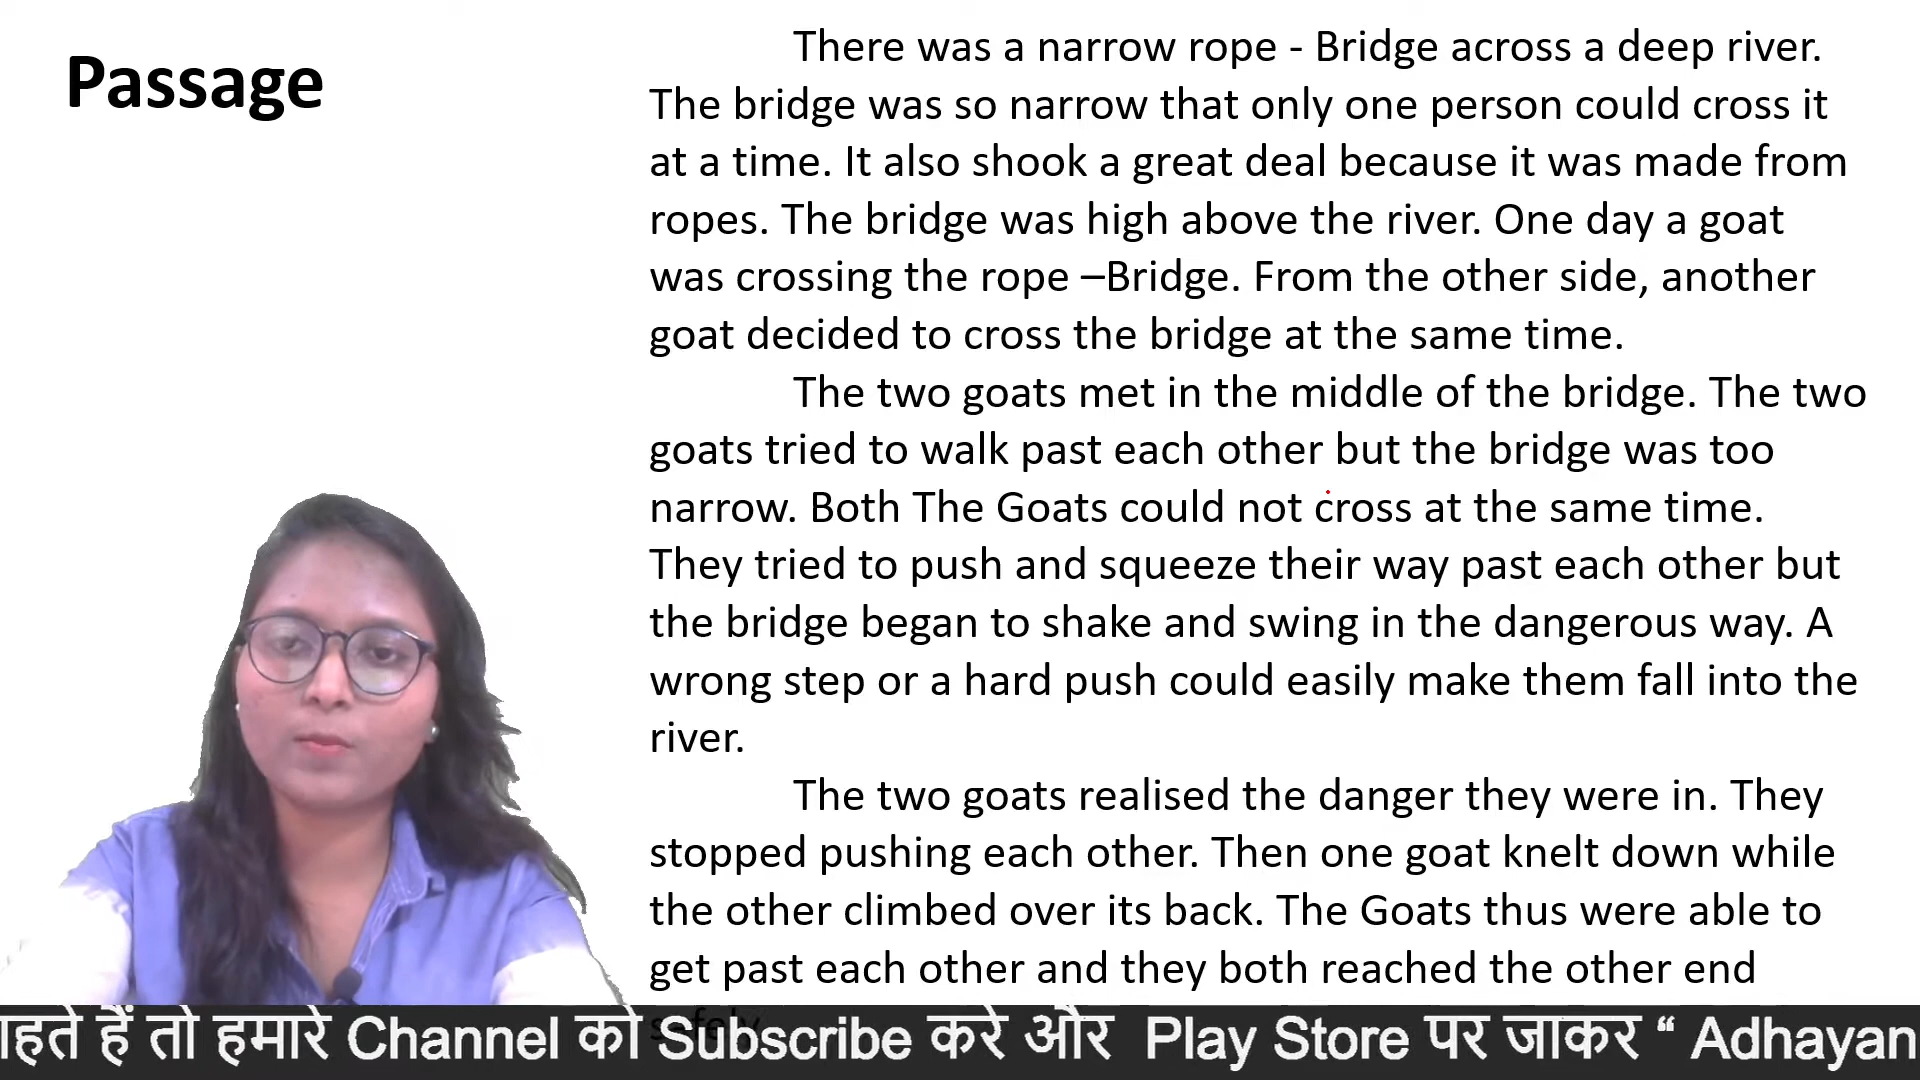 Passage
There was a narrow rope - Bridge across a deep river.
The bridge was so narrow that only one person could cross it
at a time. It also shook a great deal because it was made from
ropes. The bridge was high above the river. One day a goat
was crossing the rope –Bridge. From the other side, another
goat decided to cross the bridge at the same time.
The two goats met in the middle of the bridge. The two
goats tried to walk past each other but the bridge was too
narrow. Both The Goats could not cross at the same time.
They tried to push and squeeze their way past each other but
the bridge began to shake and swing in the dangerous way. A
wrong step or a hard push could easily make them fall into the
river.
The two goats realised the danger they were in. They
stopped pushing each other. Then one goat knelt down while
the other climbed over its back. The Goats thus were able to
get past each other and they both reached the other end
safely
हैं तो हमारे Channel को Subscribe करे और Play Store पर जाकर “ Adhayan